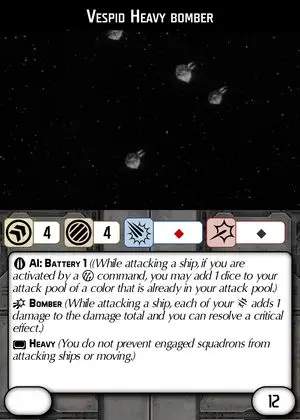 Vespid Heavy bomber
4 4
AI: Battery 1 ((While attacking a ship, if you are
activated by a command, you may add 1 dice to your
attack pool of a color that is already in your attack pool.)
Bomber (While attacking a ship, each of your adds 1
damage to the damage total and you can resolve a critical
effect.)
Heavy (You do not prevent engaged squadrons from
attacking ships or moving.)
12